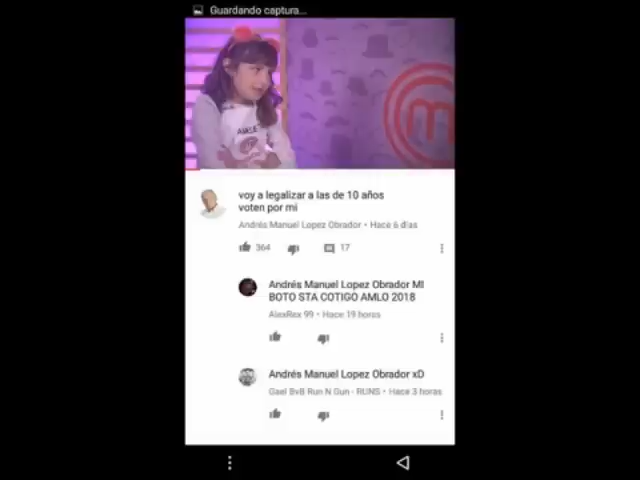 Guardando captura...
voy a legalizar a las de 10 años
voten por mi
Andrés Manuel Lopez Obrador • Hace 6 días
364
17
Andrés Manuel Lopez Obrador MI
BOTO STA COTIGO AMLO 2018
AlexRex 99 • Hace 19 horas
Andrés Manuel Lopez Obrador xD
Gael BvB Run N Gun - RUNS • Hace 3 horas